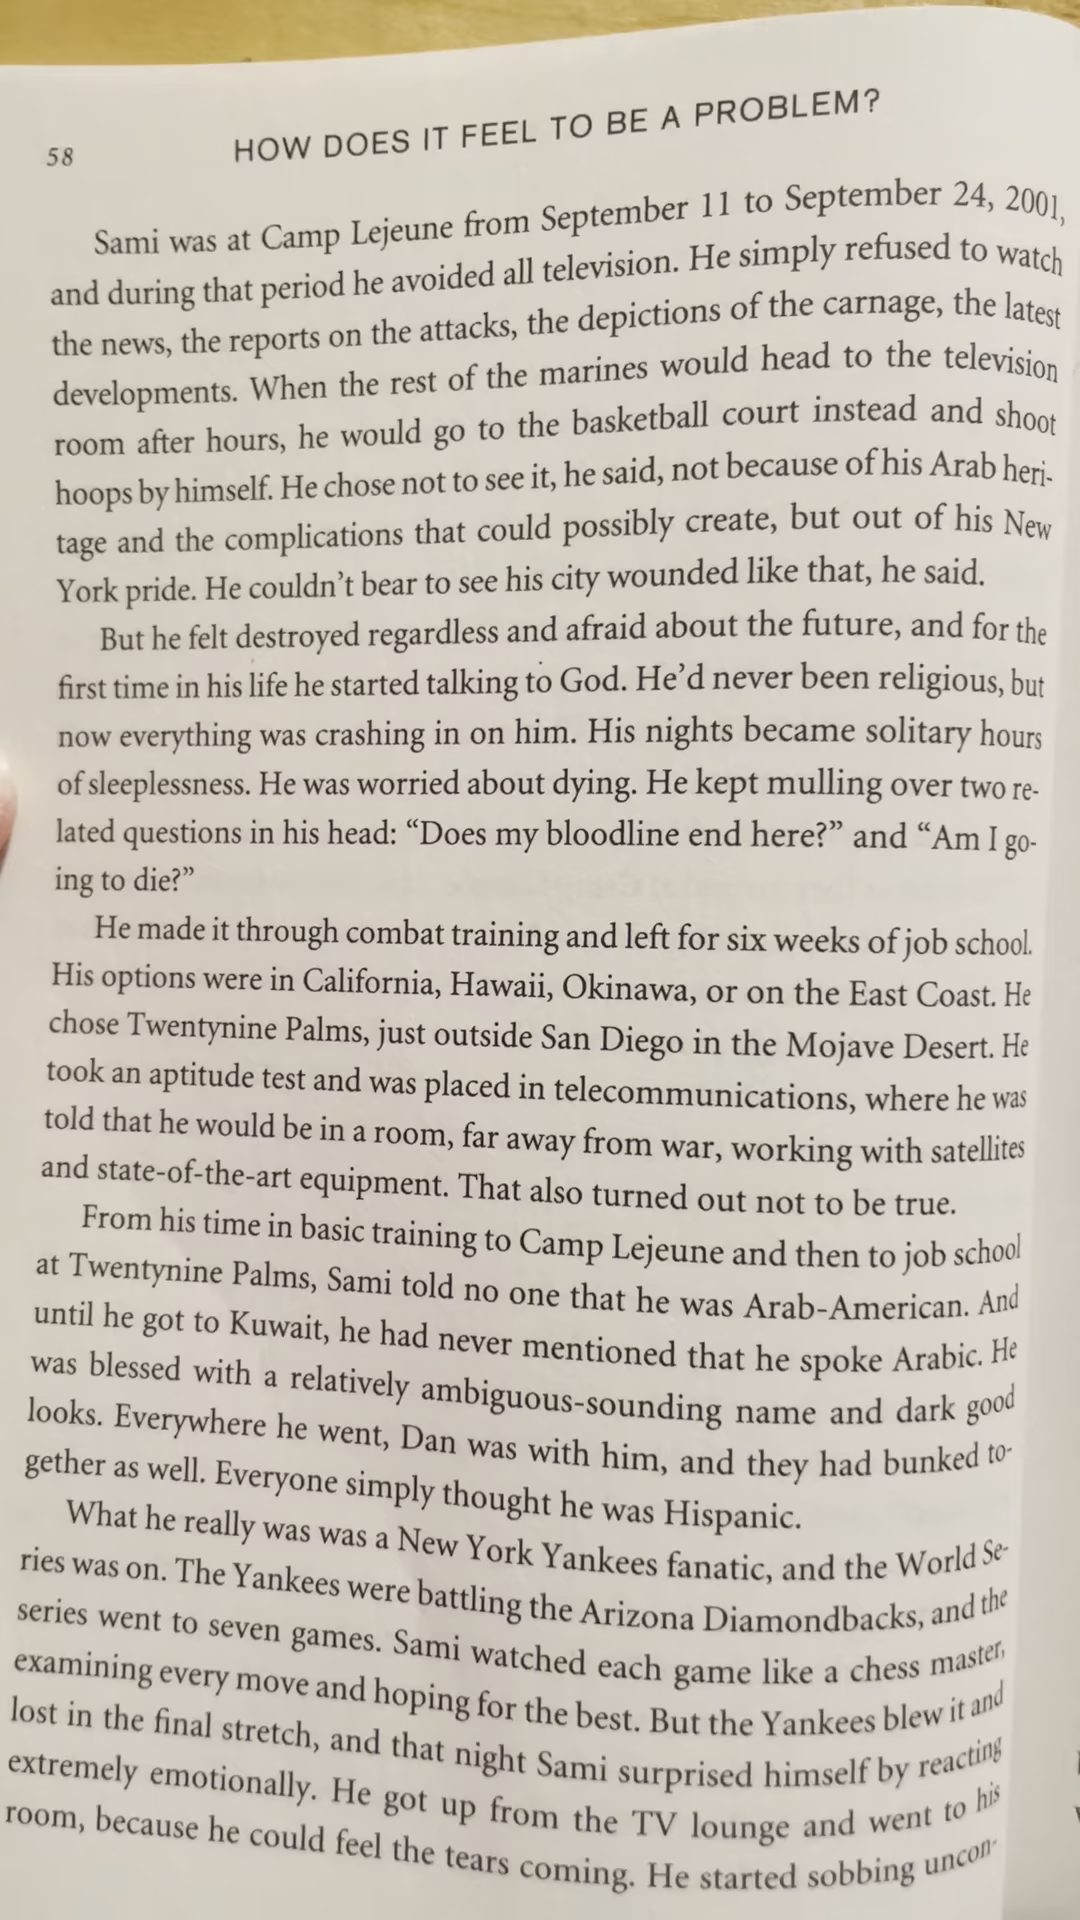 58
HOW DOES IT FEEL TO BE A PROBLEM?
Sami was at Camp Lejeune from September 11 to September 24, 2001,
and during that period he avoided all television. He simply refused to watch
the news, the reports on the attacks, the depictions of the carnage, the latest
developments. When the rest of the marines would head to the television
room after hours, he would go to the basketball court instead and shoot
hoops by himself. He chose not to see it, he said, not because of his Arab heri-
tage and the complications that could possibly create, but out of his New
York pride. He couldn’t bear to see his city wounded like that, he said.
But he felt destroyed regardless and afraid about the future, and for the
first time in his life he started talking to God. He’d never been religious, but
now everything was crashing in on him. His nights became solitary hours
of sleeplessness. He was worried about dying. He kept mulling over two re-
lated questions in his head: “Does my bloodline end here?” and “Am I go-
ing to die?”
He made it through combat training and left for six weeks of job school.
His options were in California, Hawaii, Okinawa, or on the East Coast. He
chose Twentynine Palms, just outside San Diego in the Mojave Desert. He
took an aptitude test and was placed in telecommunications, where he was
told that he would be in a room, far away from war, working with satellites
and state-of-the-art equipment. That also turned out not to be true.
From his time in basic training to Camp Lejeune and then to job school
at Twentynine Palms, Sami told no one that he was Arab-American. And
until he got to Kuwait, he had never mentioned that he spoke Arabic. He
was blessed with a relatively ambiguous-sounding name and dark good
looks. Everywhere he went, Dan was with him, and they had bunked to-
gether as well. Everyone simply thought he was Hispanic.
What he really was was a New York Yankees fanatic, and the World Se-
ries was on. The Yankees were battling the Arizona Diamondbacks, and the
series went to seven games. Sami watched each game like a chess master,
examining every move and hoping for the best. But the Yankees blew it and
lost in the final stretch, and that night Sami surprised himself by reacting
extremely emotionally. He got up from the TV lounge and went to his
room, because he could feel the tears coming. He started sobbing uncon-